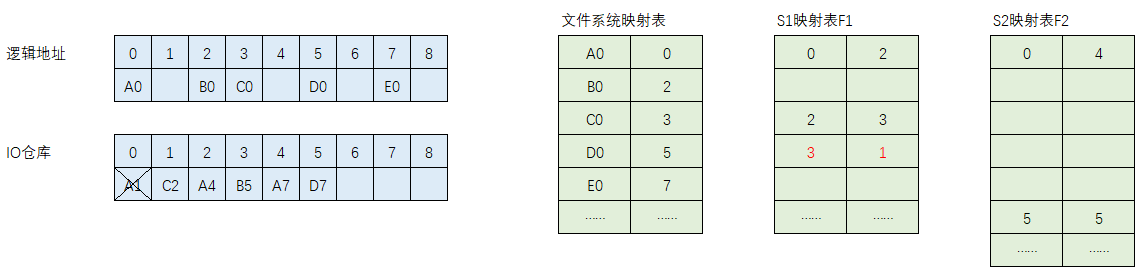 文件系统映射表 S1映射表F1 S2映射表F2
逻辑地址 0 1 2 3 4 5 6 7 8
A0 B0 C0 D0 E0
IO仓库 0 1 2 3 4 5 6 7 8
A1 C2 A4 B5 A7 D7
A0 0
B0 2
C0 3
D0 5
E0 7
...... ......
0 2
2 3
3 1
...... ......
0 4
5 5
...... ......